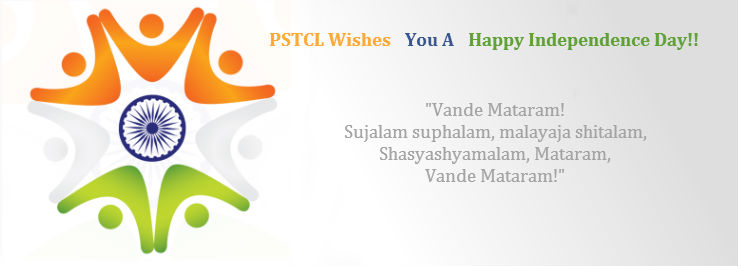 PSTCL Wishes You A Happy Independence Day!!
"Vande Mataram!
Sujalam suphalam, malayaja shitalam,
Shasyashyamalam, Mataram,
Vande Mataram!"